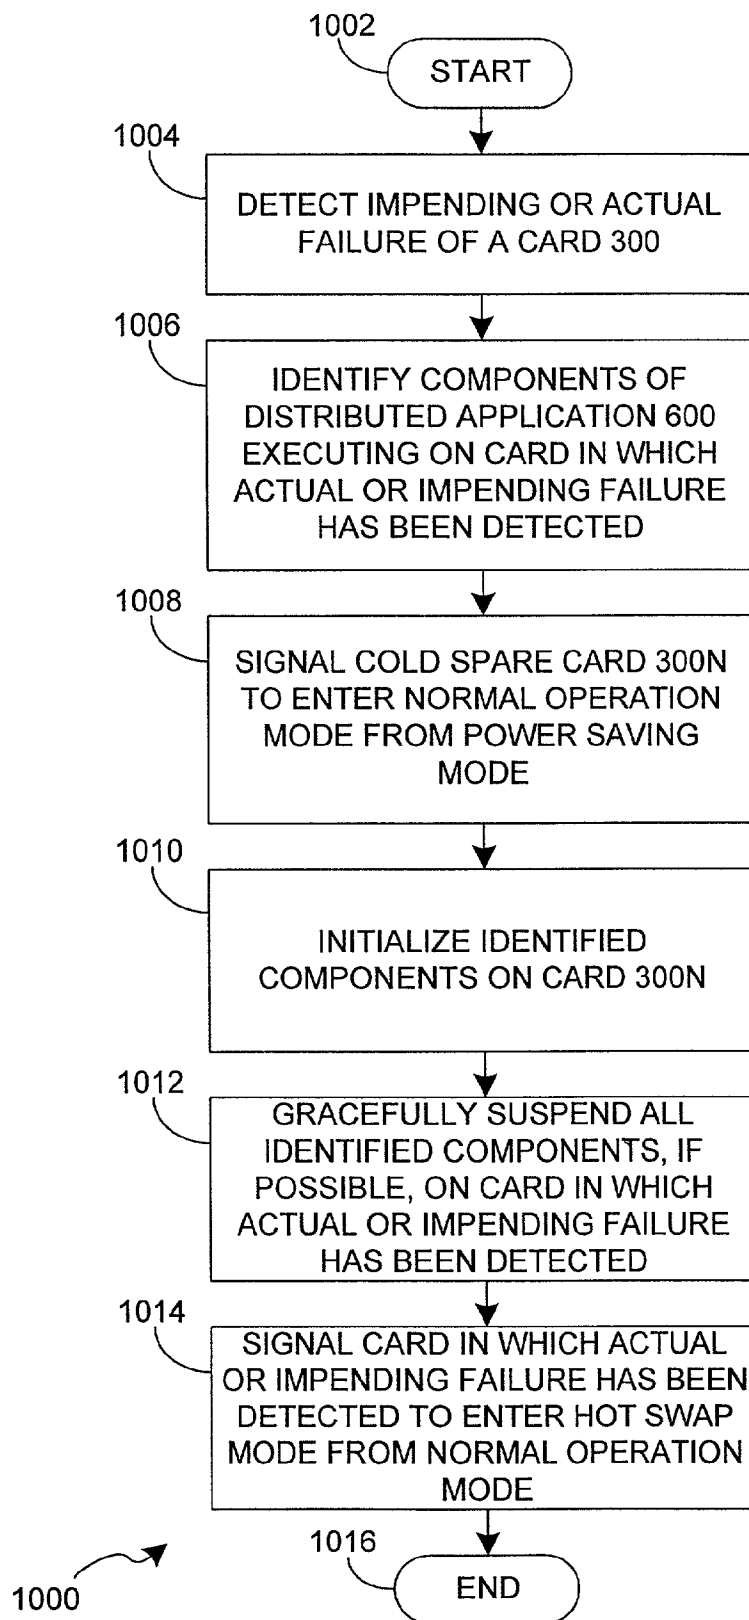 1002
START
1004
DETECT IMPENDING OR ACTUAL
FAILURE OF A CARD 300
1006
IDENTIFY COMPONENTS OF
DISTRIBUTED APPLICATION 600
EXECUTING ON CARD IN WHICH
ACTUAL OR IMPENDING FAILURE
HAS BEEN DETECTED
1008
SIGNAL COLD SPARE CARD 300N
TO ENTER NORMAL OPERATION
MODE FROM POWER SAVING
MODE
1010
INITIALIZE IDENTIFIED
COMPONENTS ON CARD 300N
1012
GRACEFULLY SUSPEND ALL
IDENTIFIED COMPONENTS, IF
POSSIBLE, ON CARD IN WHICH
ACTUAL OR IMPENDING FAILURE
HAS BEEN DETECTED
1014
SIGNAL CARD IN WHICH ACTUAL
OR IMPENDING FAILURE HAS BEEN
DETECTED TO ENTER HOT SWAP
MODE FROM NORMAL OPERATION
MODE
1016
END
1000